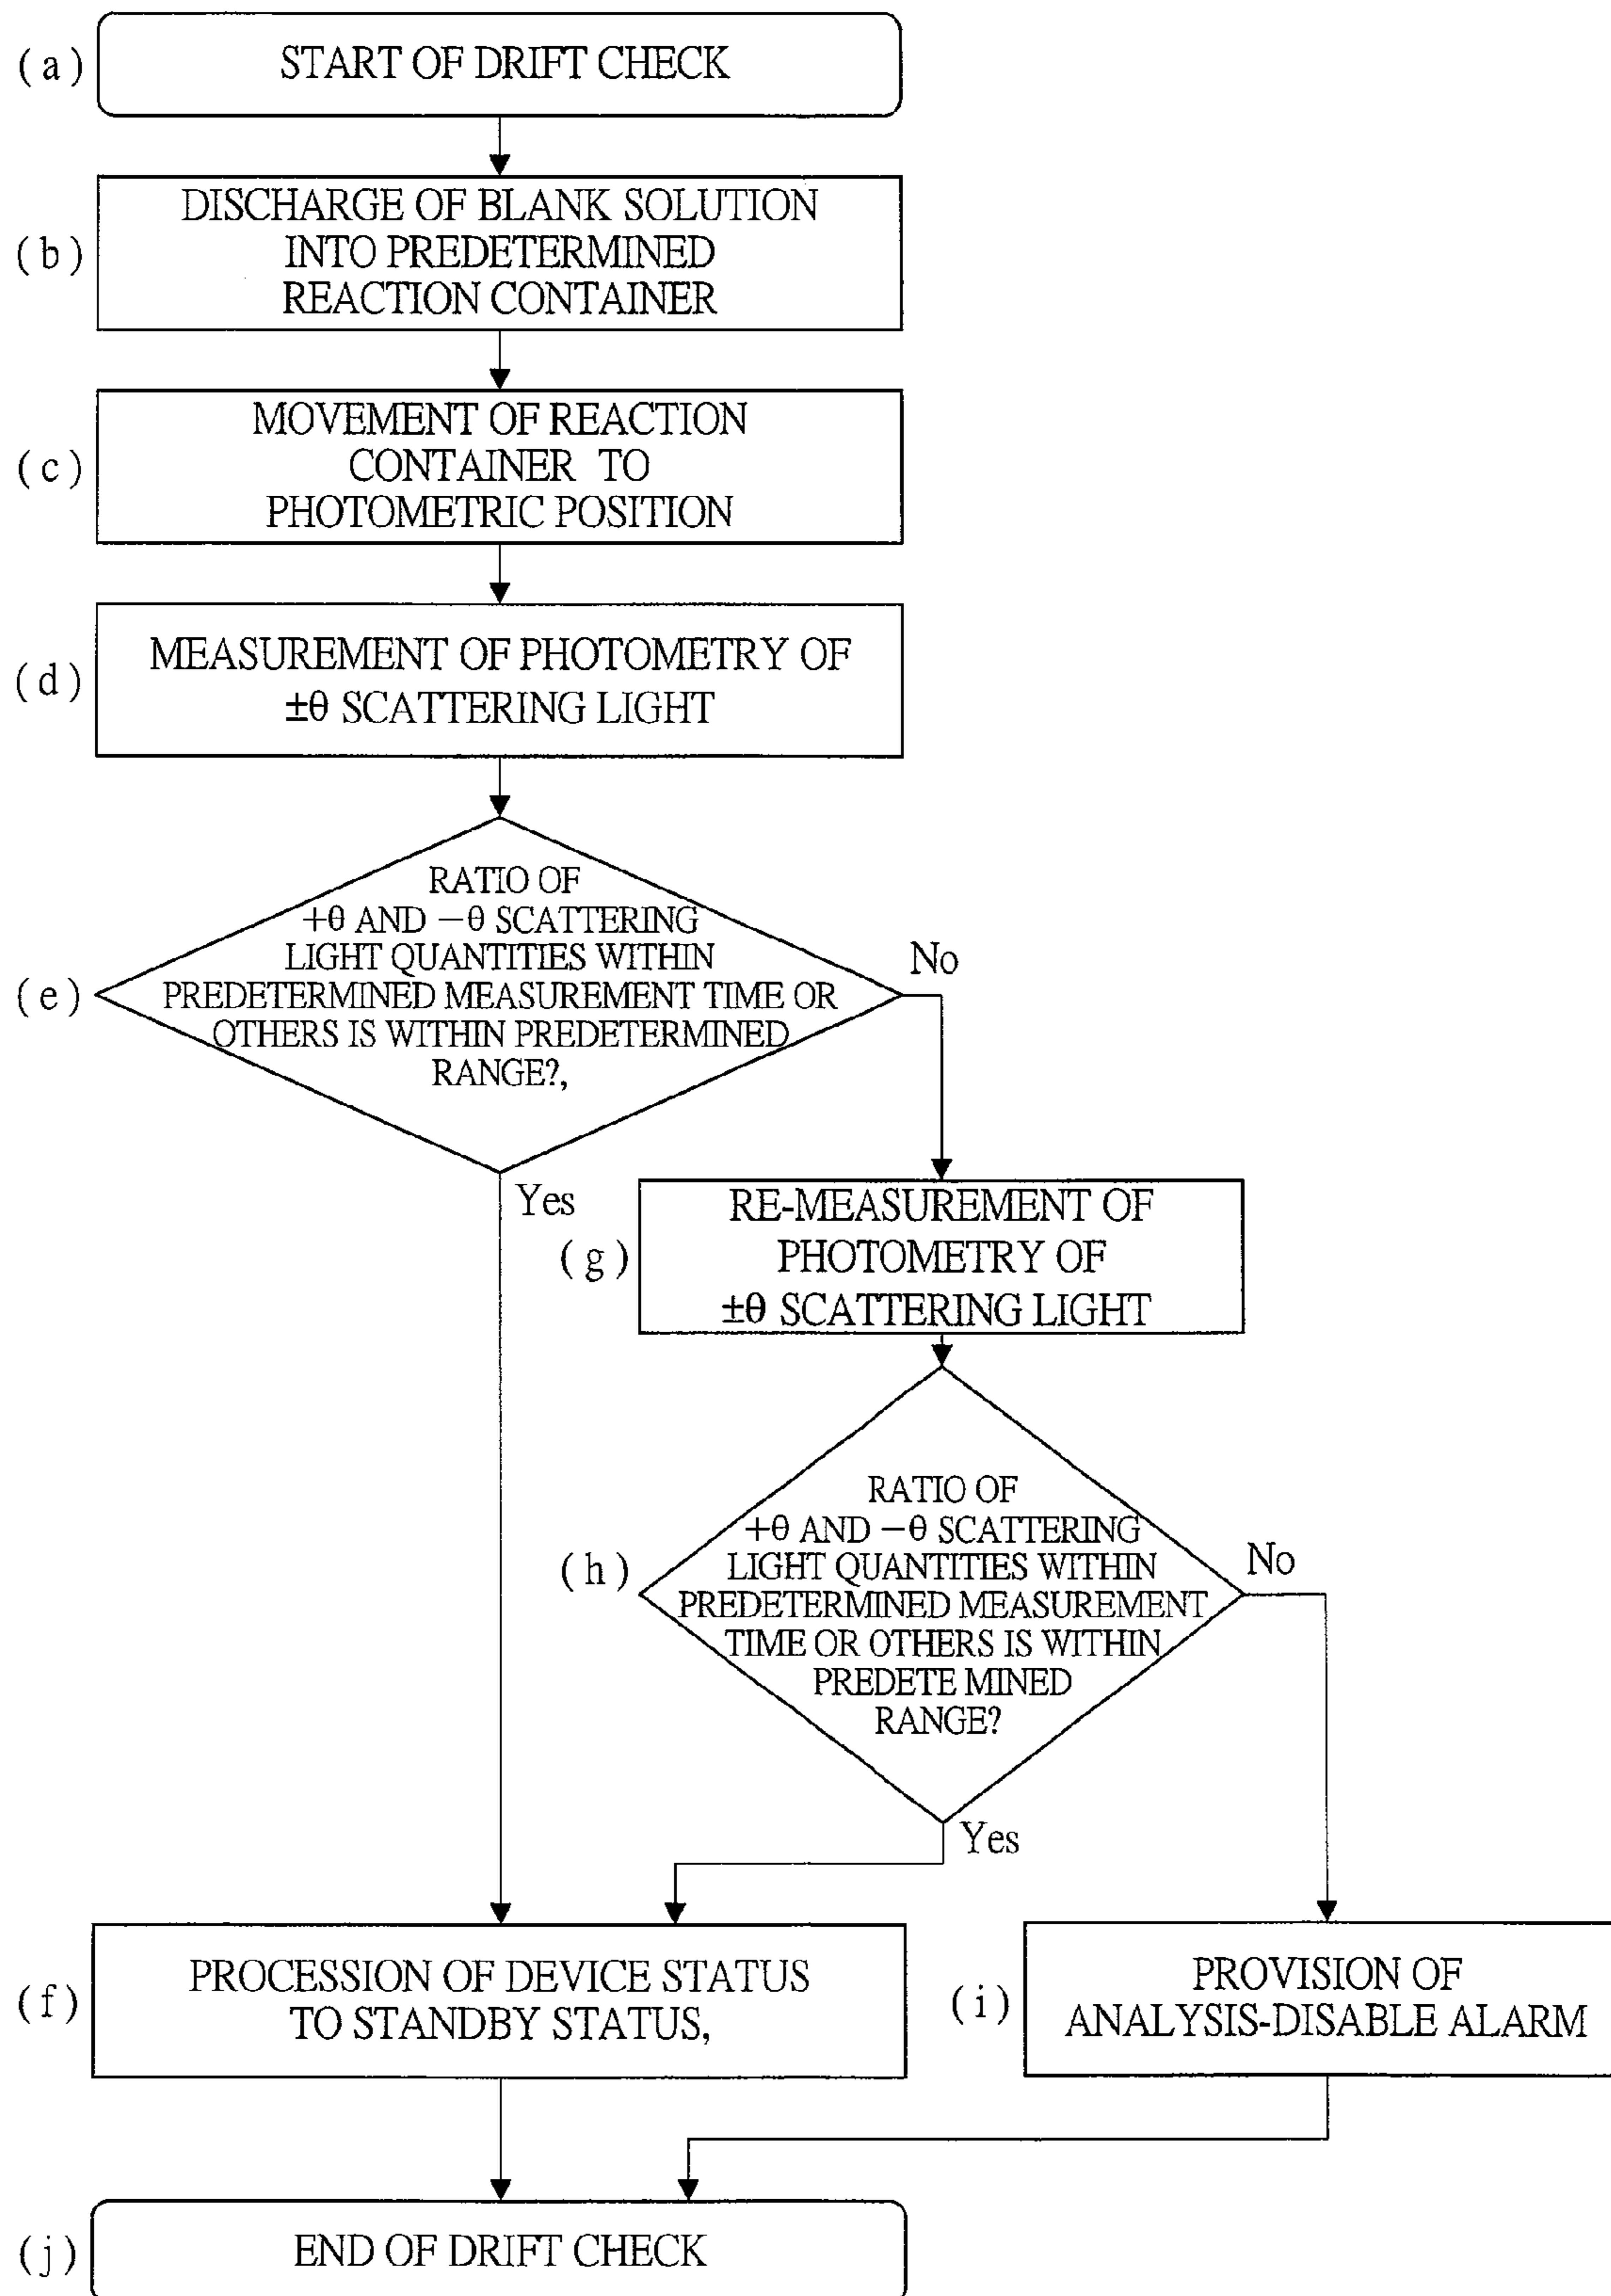 (a)
START OF DRIFT CHECK
(b)
DISCHARGE OF BLANK SOLUTION
INTO PREDETERMINED
REACTION CONTAINER
(c)
MOVEMENT OF REACTION
CONTAINER TO
PHOTOMETRIC POSITION
(d)
MEASUREMENT OF PHOTOMETRY OF
±θ SCATTERING LIGHT
(e)
RATIO OF
+θ AND −θ SCATTERING
LIGHT QUANTITIES WITHIN
PREDETERMINED MEASUREMENT TIME OR
OTHERS IS WITHIN PREDETERMINED
RANGE?,
No
Yes
(g)
RE-MEASUREMENT OF
PHOTOMETRY OF
±θ SCATTERING LIGHT
(h)
RATIO OF
+θ AND −θ SCATTERING
LIGHT QUANTITIES WITHIN
PREDETERMINED MEASUREMENT
TIME OR OTHERS IS WITHIN
PREDETE MINED
RANGE?
No
Yes
(f)
PROCESSION OF DEVICE STATUS
TO STANDBY STATUS,
(i)
PROVISION OF
ANALYSIS-DISABLE ALARM
(j)
END OF DRIFT CHECK